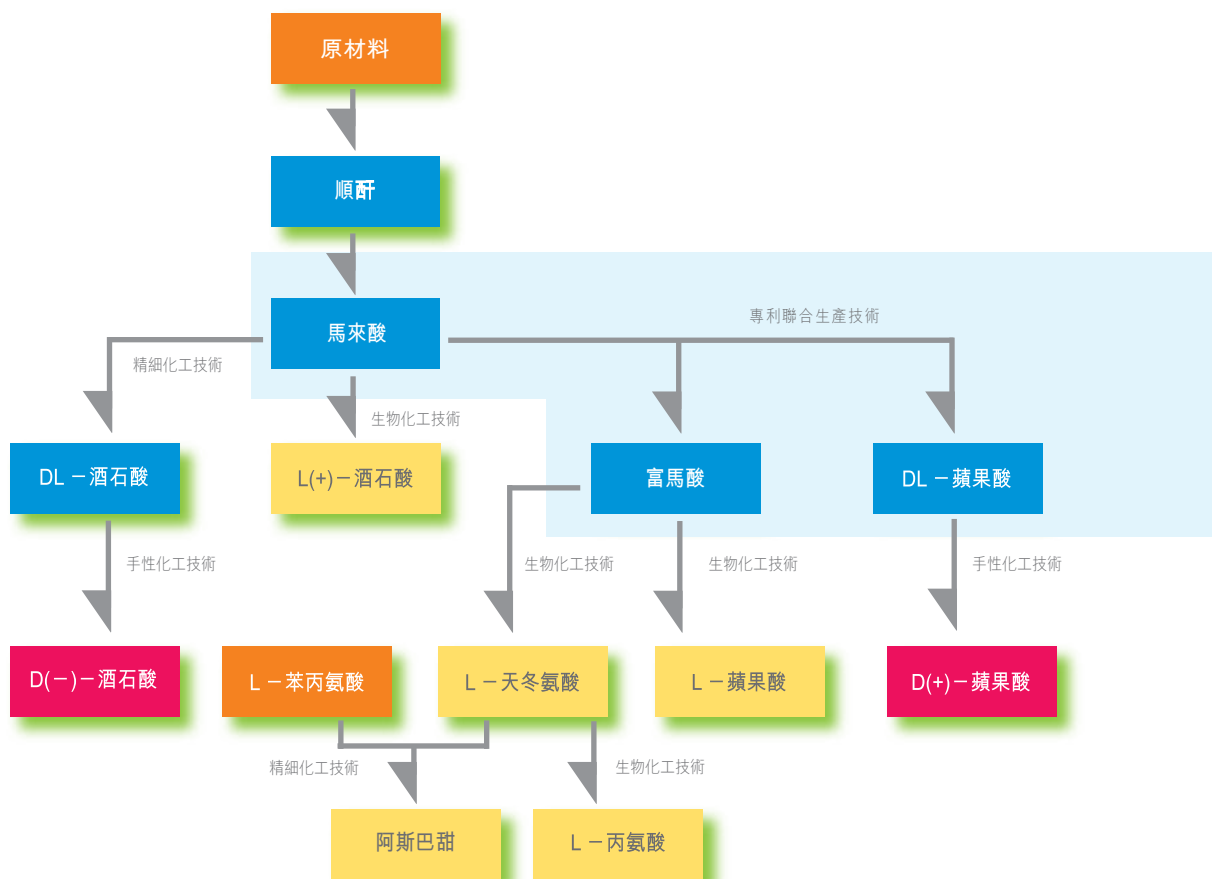 原材料
順酐
馬來酸
專利聯合生產技術
精細化工技術
生物化工技術
DL－酒石酸
L(+)－酒石酸
富馬酸
DL－蘋果酸
手性化工技術
生物化工技術
生物化工技術
手性化工技術
D(－)－酒石酸
L－苯丙氨酸
L－天冬氨酸
L－蘋果酸
D(+)－蘋果酸
精細化工技術
生物化工技術
阿斯巴甜
L－丙氨酸